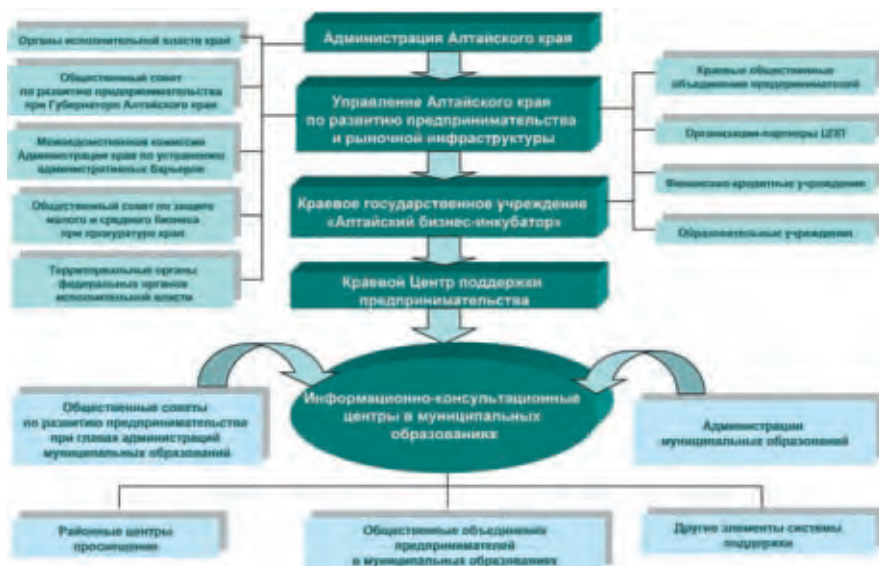 Администрация Алтайского края
Управление Алтайского края
по развитию предпринимательства
и рыночной инфраструктуры
Краевое государственное учреждение
«Алтайский бизнес-инкубатор»
Краевой Центр поддержки
предпринимательства
Информационно-консультационные
центры в муниципальных
образованиях
Органы исполнительной власти края
Общественный совет
по развитию предпринимательства
при Губернаторе Алтайского края
Межведомственная комиссия
Администрации края по устранению
административных барьеров
Общественный совет по защите
малого и среднего бизнеса
при прокуратуре края
Территориальные органы
федеральных органов
исполнительной власти
Краевые общественные
объединения предпринимателей
Организации-партнеры ЦПП
Финансово-кредитные учреждения
Образовательные учреждения
Общественные советы
по развитию предпринимательства
при главах администраций
муниципальных образований
Администрации
муниципальных образований
Районные центры
просвещения
Общественные объединения
предпринимателей
в муниципальных образованиях
Другие элементы системы
поддержки